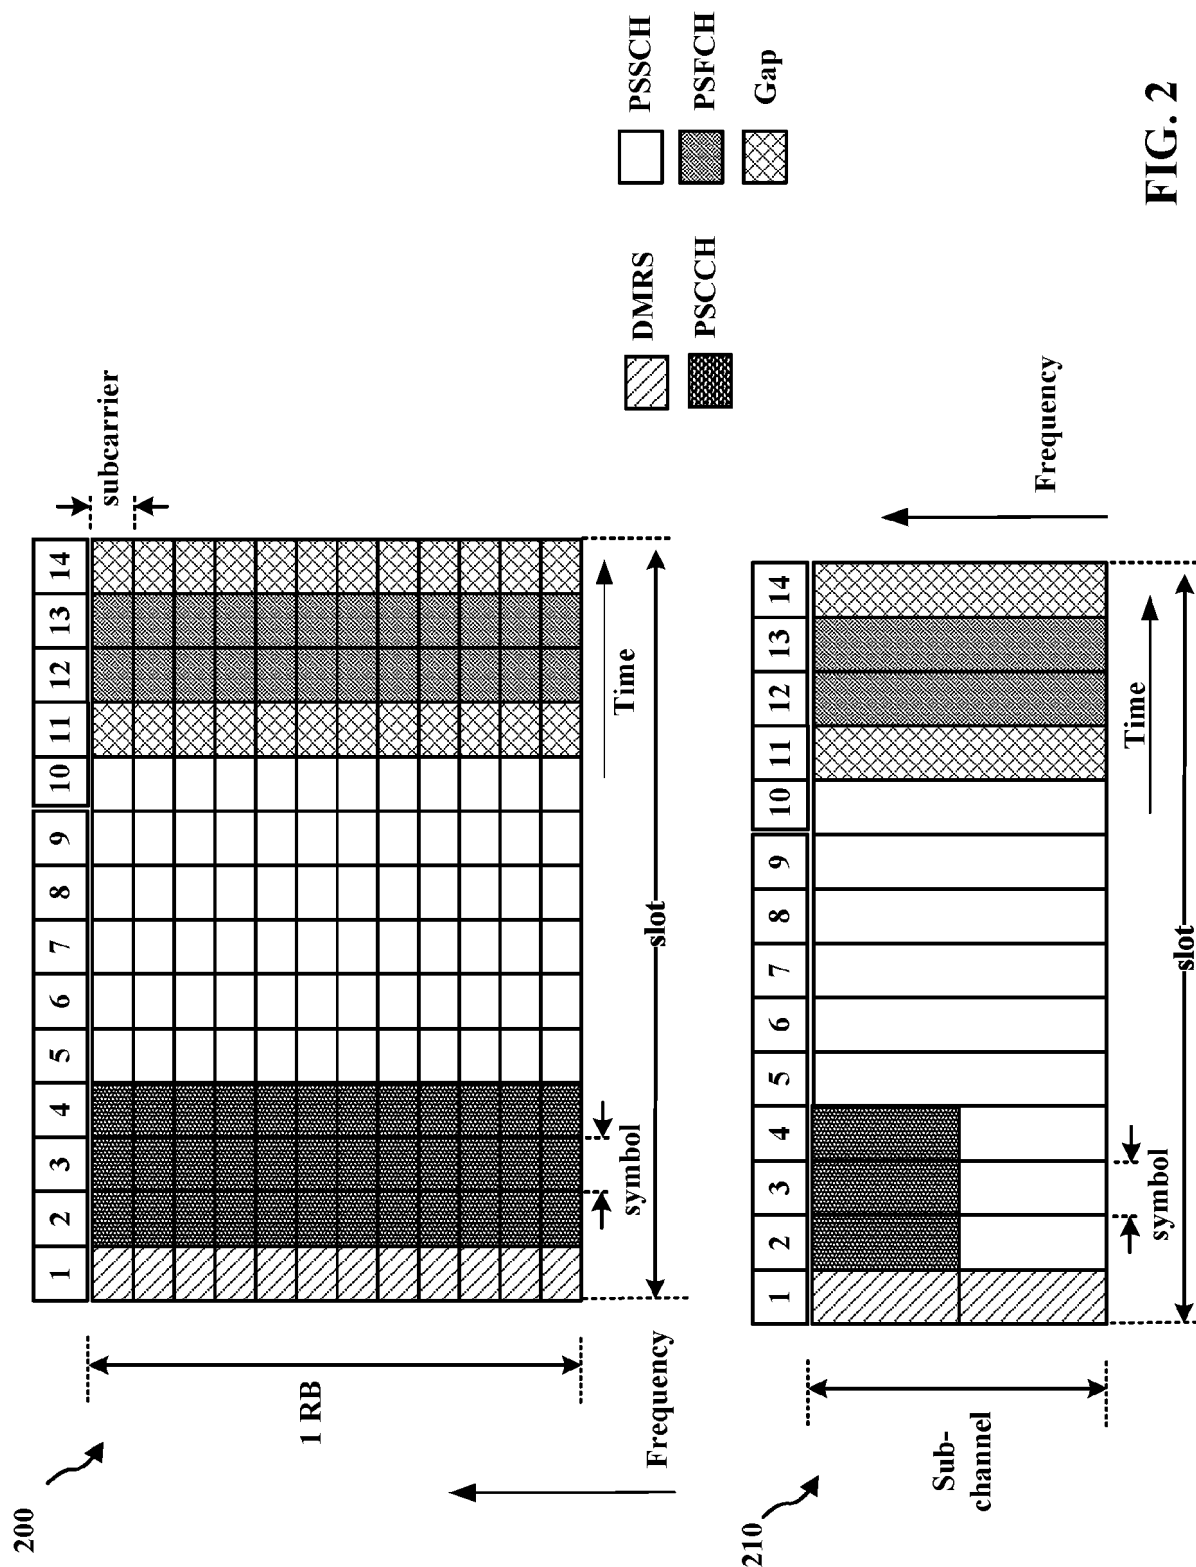 200
1 2 3 4 5 6 7 8 9 10 11 12 13 14
subcarrier
1 RB
symbol
Time
slot
Frequency
210
1 2 3 4 5 6 7 8 9 10 11 12 13 14
Sub-
channel
symbol
Time
slot
Frequency
DMRS
PSSCH
PSCCH
PSFCH
Gap
FIG. 2